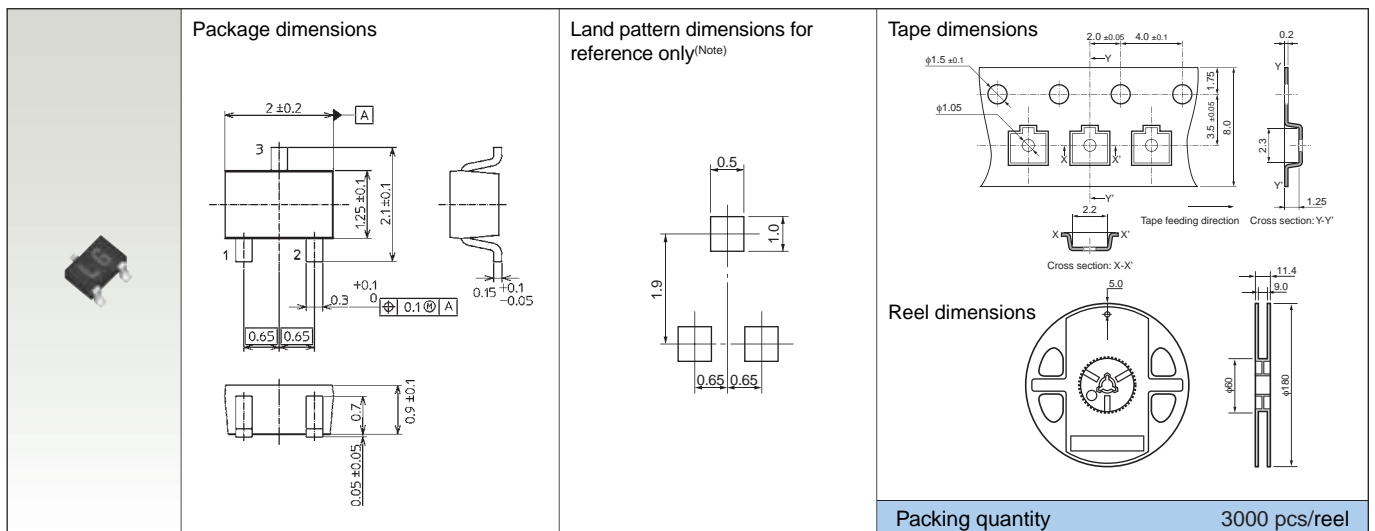 Package dimensions
2 ±0.2
A
3
1.25 ±0.1
2.1 ±0.1
1
2
+0.1
0
0.3
0.1 Ⓜ A
0.15 +0.1
−0.05
0.65 0.65
0.7
0.9 ±0.1
0.05 ±0.05
L6
Land pattern dimensions for
reference only(Note)
0.5
1.0
1.9
0.65 0.65
Tape dimensions
2.0 ±0.05 4.0 ±0.1
0.2
φ1.5 ±0.1
Y
Y
1.75
φ1.05
3.5 ±0.05
8.0
2.3
X X'
Y'
Y'
1.25
2.2
Tape feeding direction Cross section: Y-Y'
X X'
Cross section: X-X'
11.4
9.0
5.0
Reel dimensions
φ60
φ180
Packing quantity 3000 pcs/reel